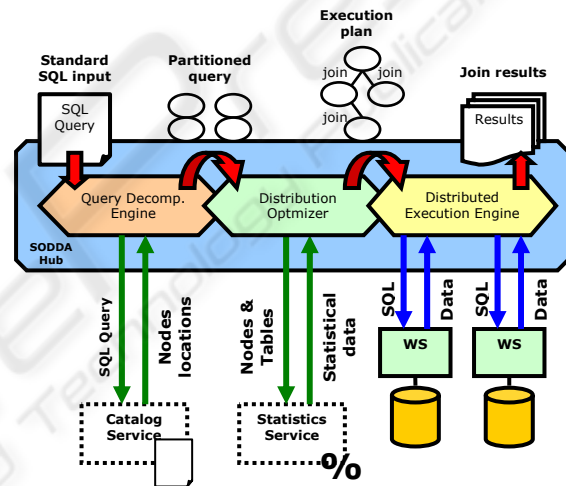 Standard
SQL input
Partitioned
query
Execution
plan
Join results
SQL
Query
join
join
join
Results
Query Decomp.
Engine
Distribution
Optmizer
Distributed
Execution Engine
SODDA
Hub
SQL Query
Nodes
locations
Nodes &
Tables
Statistical
data
SQL
Data
SQL
Data
WS
WS
Catalog
Service
Statistics
Service
%